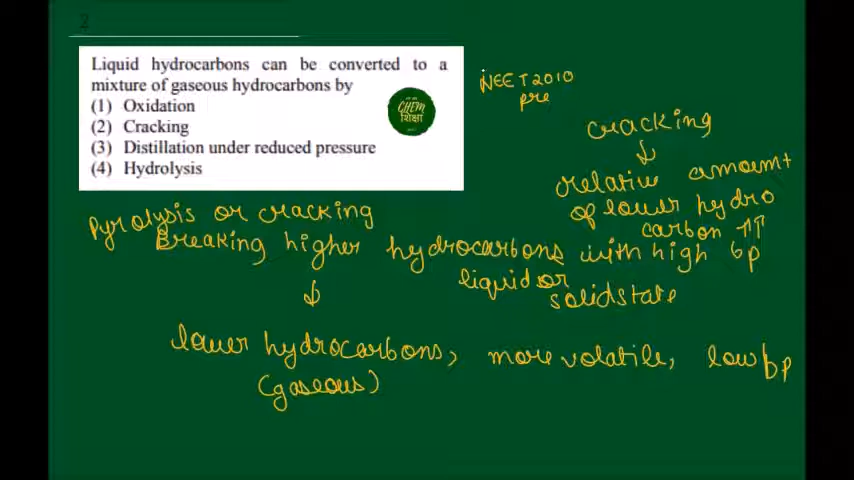 2
Liquid hydrocarbons can be converted to a
mixture of gaseous hydrocarbons by
(1) Oxidation
(2) Cracking
(3) Distillation under reduced pressure
(4) Hydrolysis
CHEM
शिक्षा
NEET 2010
pre
cracking
↓
relative amount
of lower hydro
carbon ↑↑
Pyrolysis or cracking
Breaking higher hydrocarbons with high bp
liquid or
solid state
↓
lower hydrocarbons, more volatile, low bp
(gaseous)